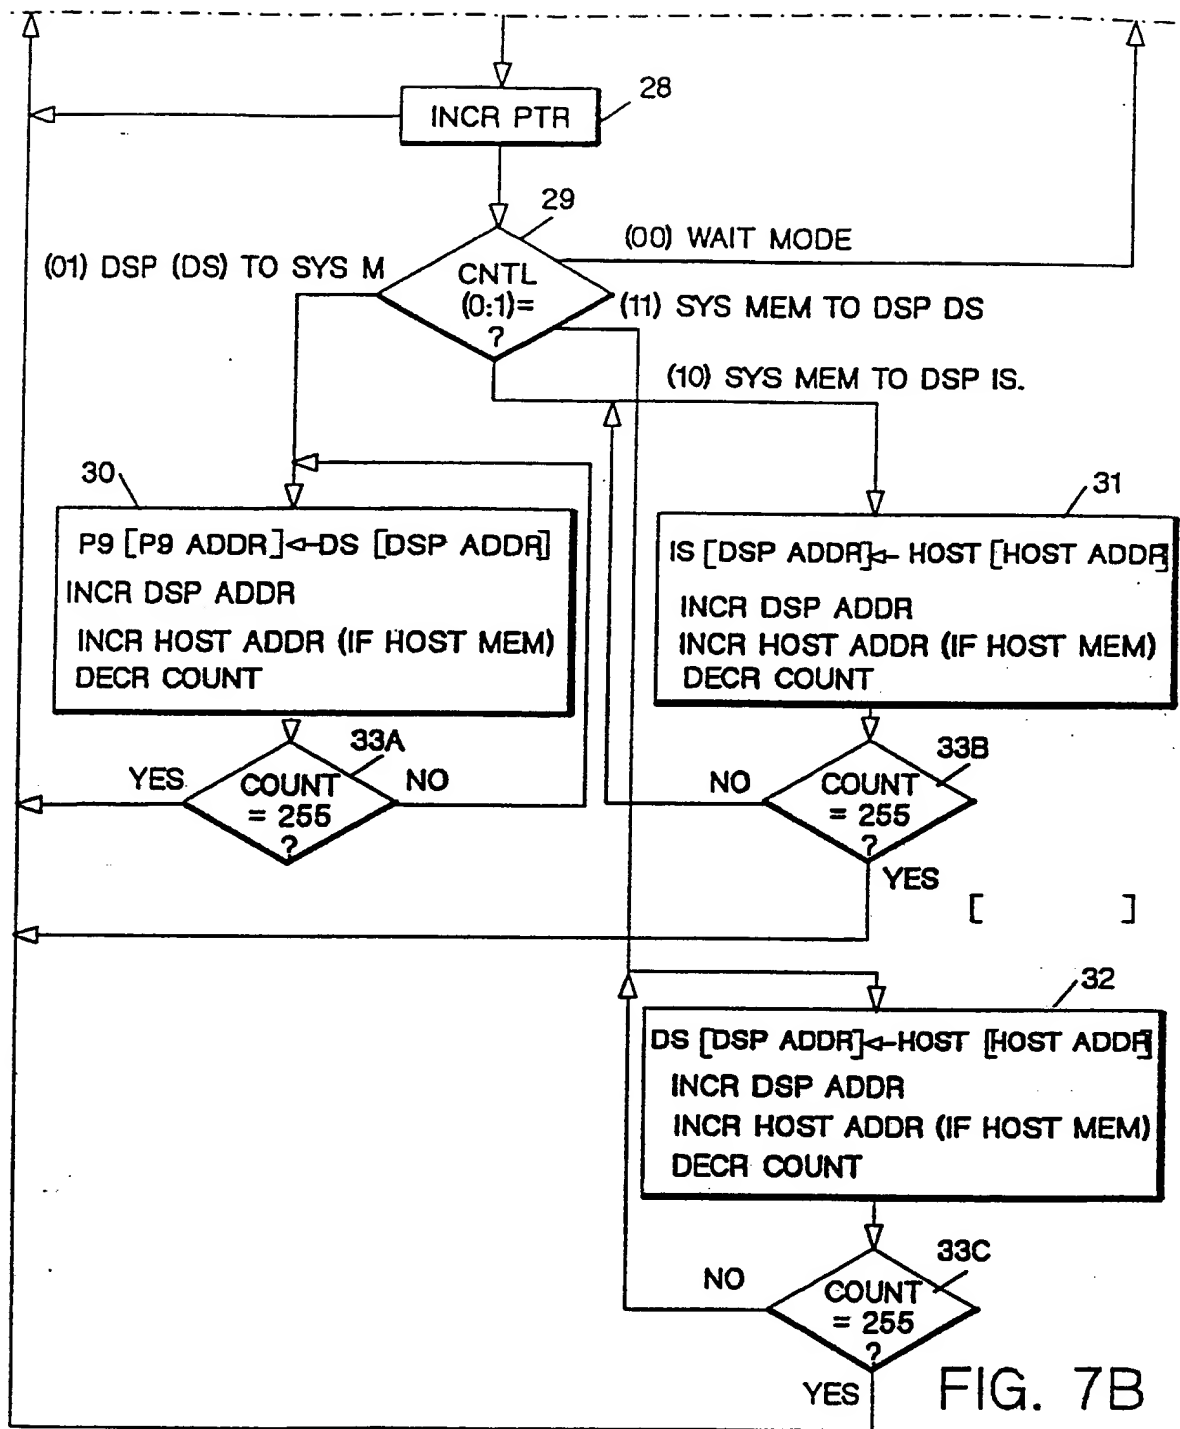 28
INCR PTR
29
(00) WAIT MODE
(01) DSP (DS) TO SYS M
CNTL
(0:1)=
?
(11) SYS MEM TO DSP DS
(10) SYS MEM TO DSP IS.
30
P9 [P9 ADDR]←DS [DSP ADDR]
INCR DSP ADDR
INCR HOST ADDR (IF HOST MEM)
DECR COUNT
31
IS [DSP ADDR]← HOST [HOST ADDR]
INCR DSP ADDR
INCR HOST ADDR (IF HOST MEM)
DECR COUNT
33A
YES
COUNT
= 255
?
NO
33B
NO
COUNT
= 255
?
YES
[ ]
32
DS [DSP ADDR]←HOST [HOST ADDR]
INCR DSP ADDR
INCR HOST ADDR (IF HOST MEM)
DECR COUNT
33C
NO
COUNT
= 255
?
YES
FIG. 7B